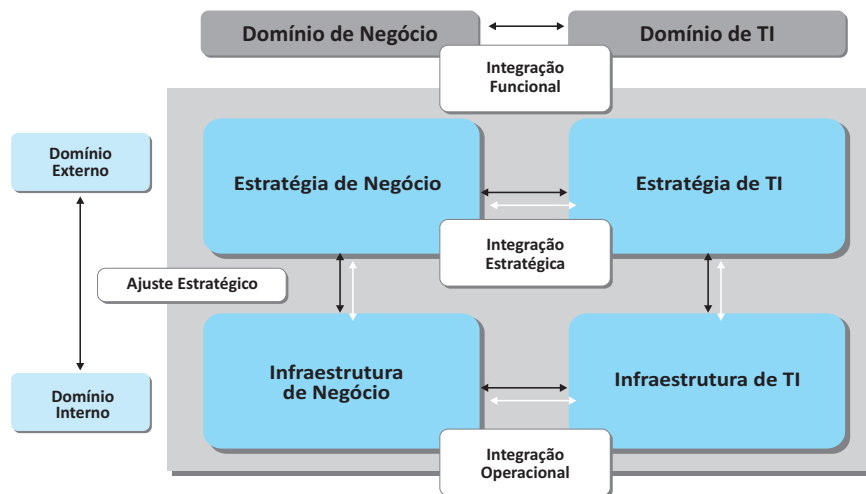 Domínio de Negócio
Domínio de TI
Integração
Funcional
Domínio
Externo
Estratégia de Negócio
Estratégia de TI
Integração
Estratégica
Ajuste Estratégico
Domínio
Interno
Infraestrutura
de Negócio
Infraestrutura de TI
Integração
Operacional